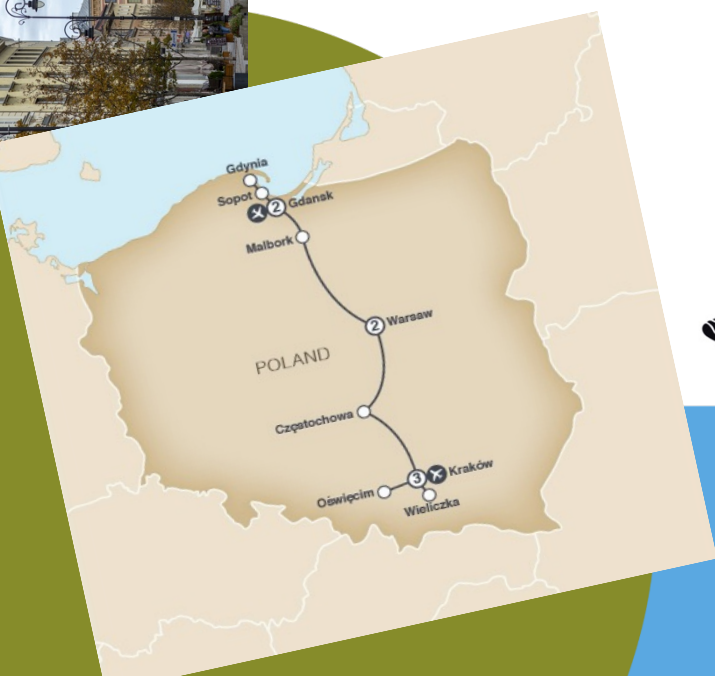 Gdynia
Sopot
2 Gdansk
Malbork
2 Warsaw
POLAND
Częstochowa
3 Kraków
Oświęcim
Wieliczka